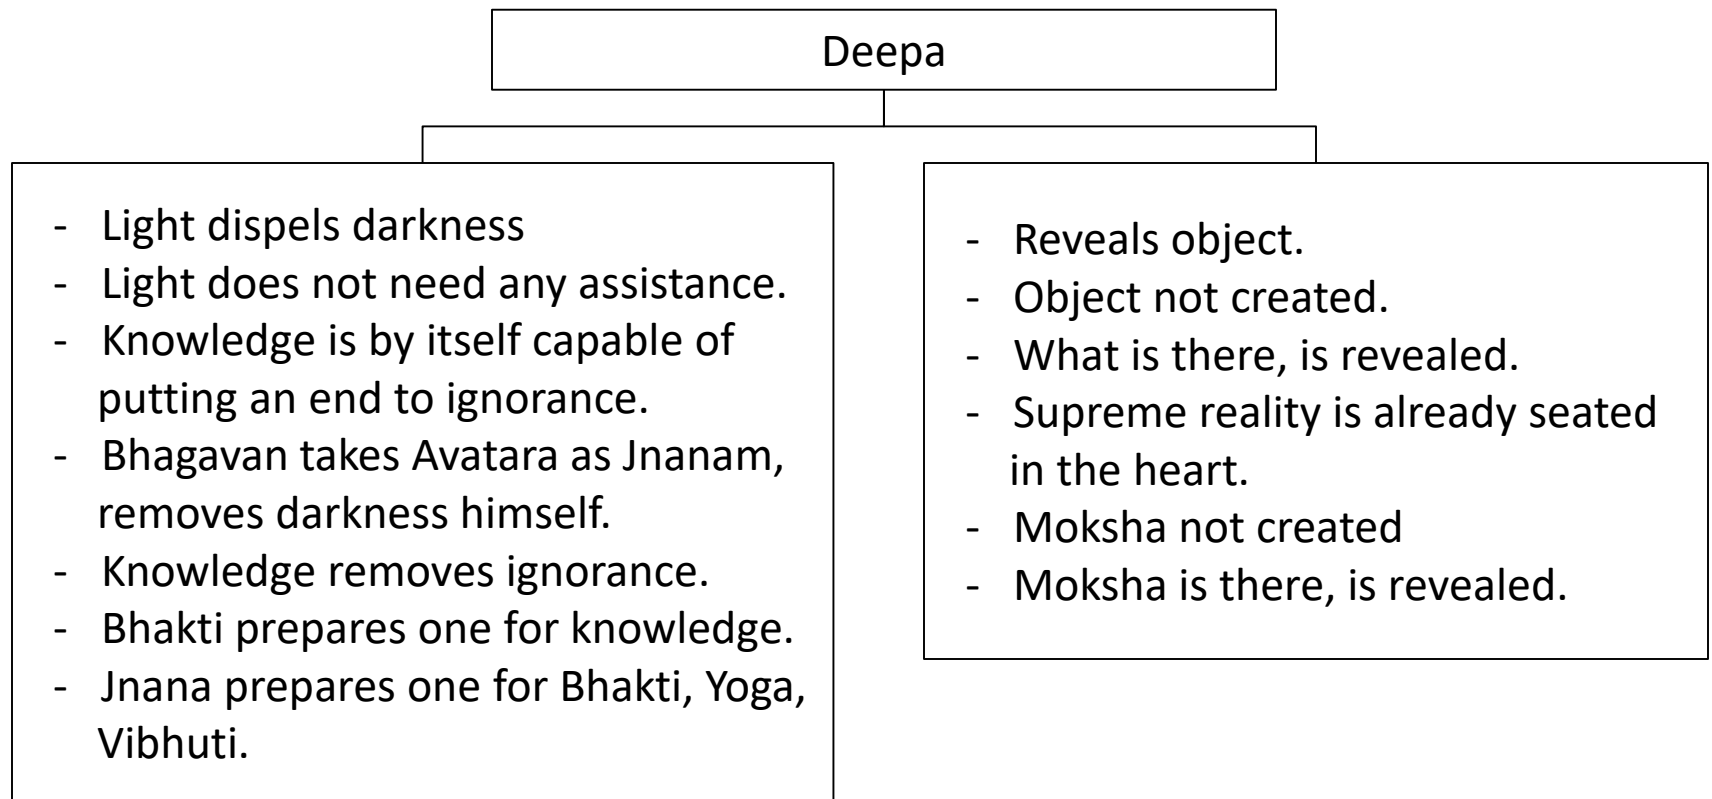 Deepa
- Light dispels darkness
- Light does not need any assistance.
- Knowledge is by itself capable of
putting an end to ignorance.
- Bhagavan takes Avatara as Jnanam,
removes darkness himself.
- Knowledge removes ignorance.
- Bhakti prepares one for knowledge.
- Jnana prepares one for Bhakti, Yoga,
Vibhuti.
- Reveals object.
- Object not created.
- What is there, is revealed.
- Supreme reality is already seated
in the heart.
- Moksha not created
- Moksha is there, is revealed.